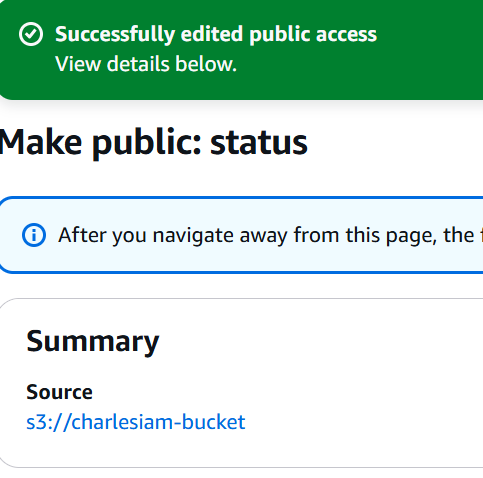 Successfully edited public access
View details below.
Make public: status
After you navigate away from this page, the
Summary
Source
s3://charlesiam-bucket